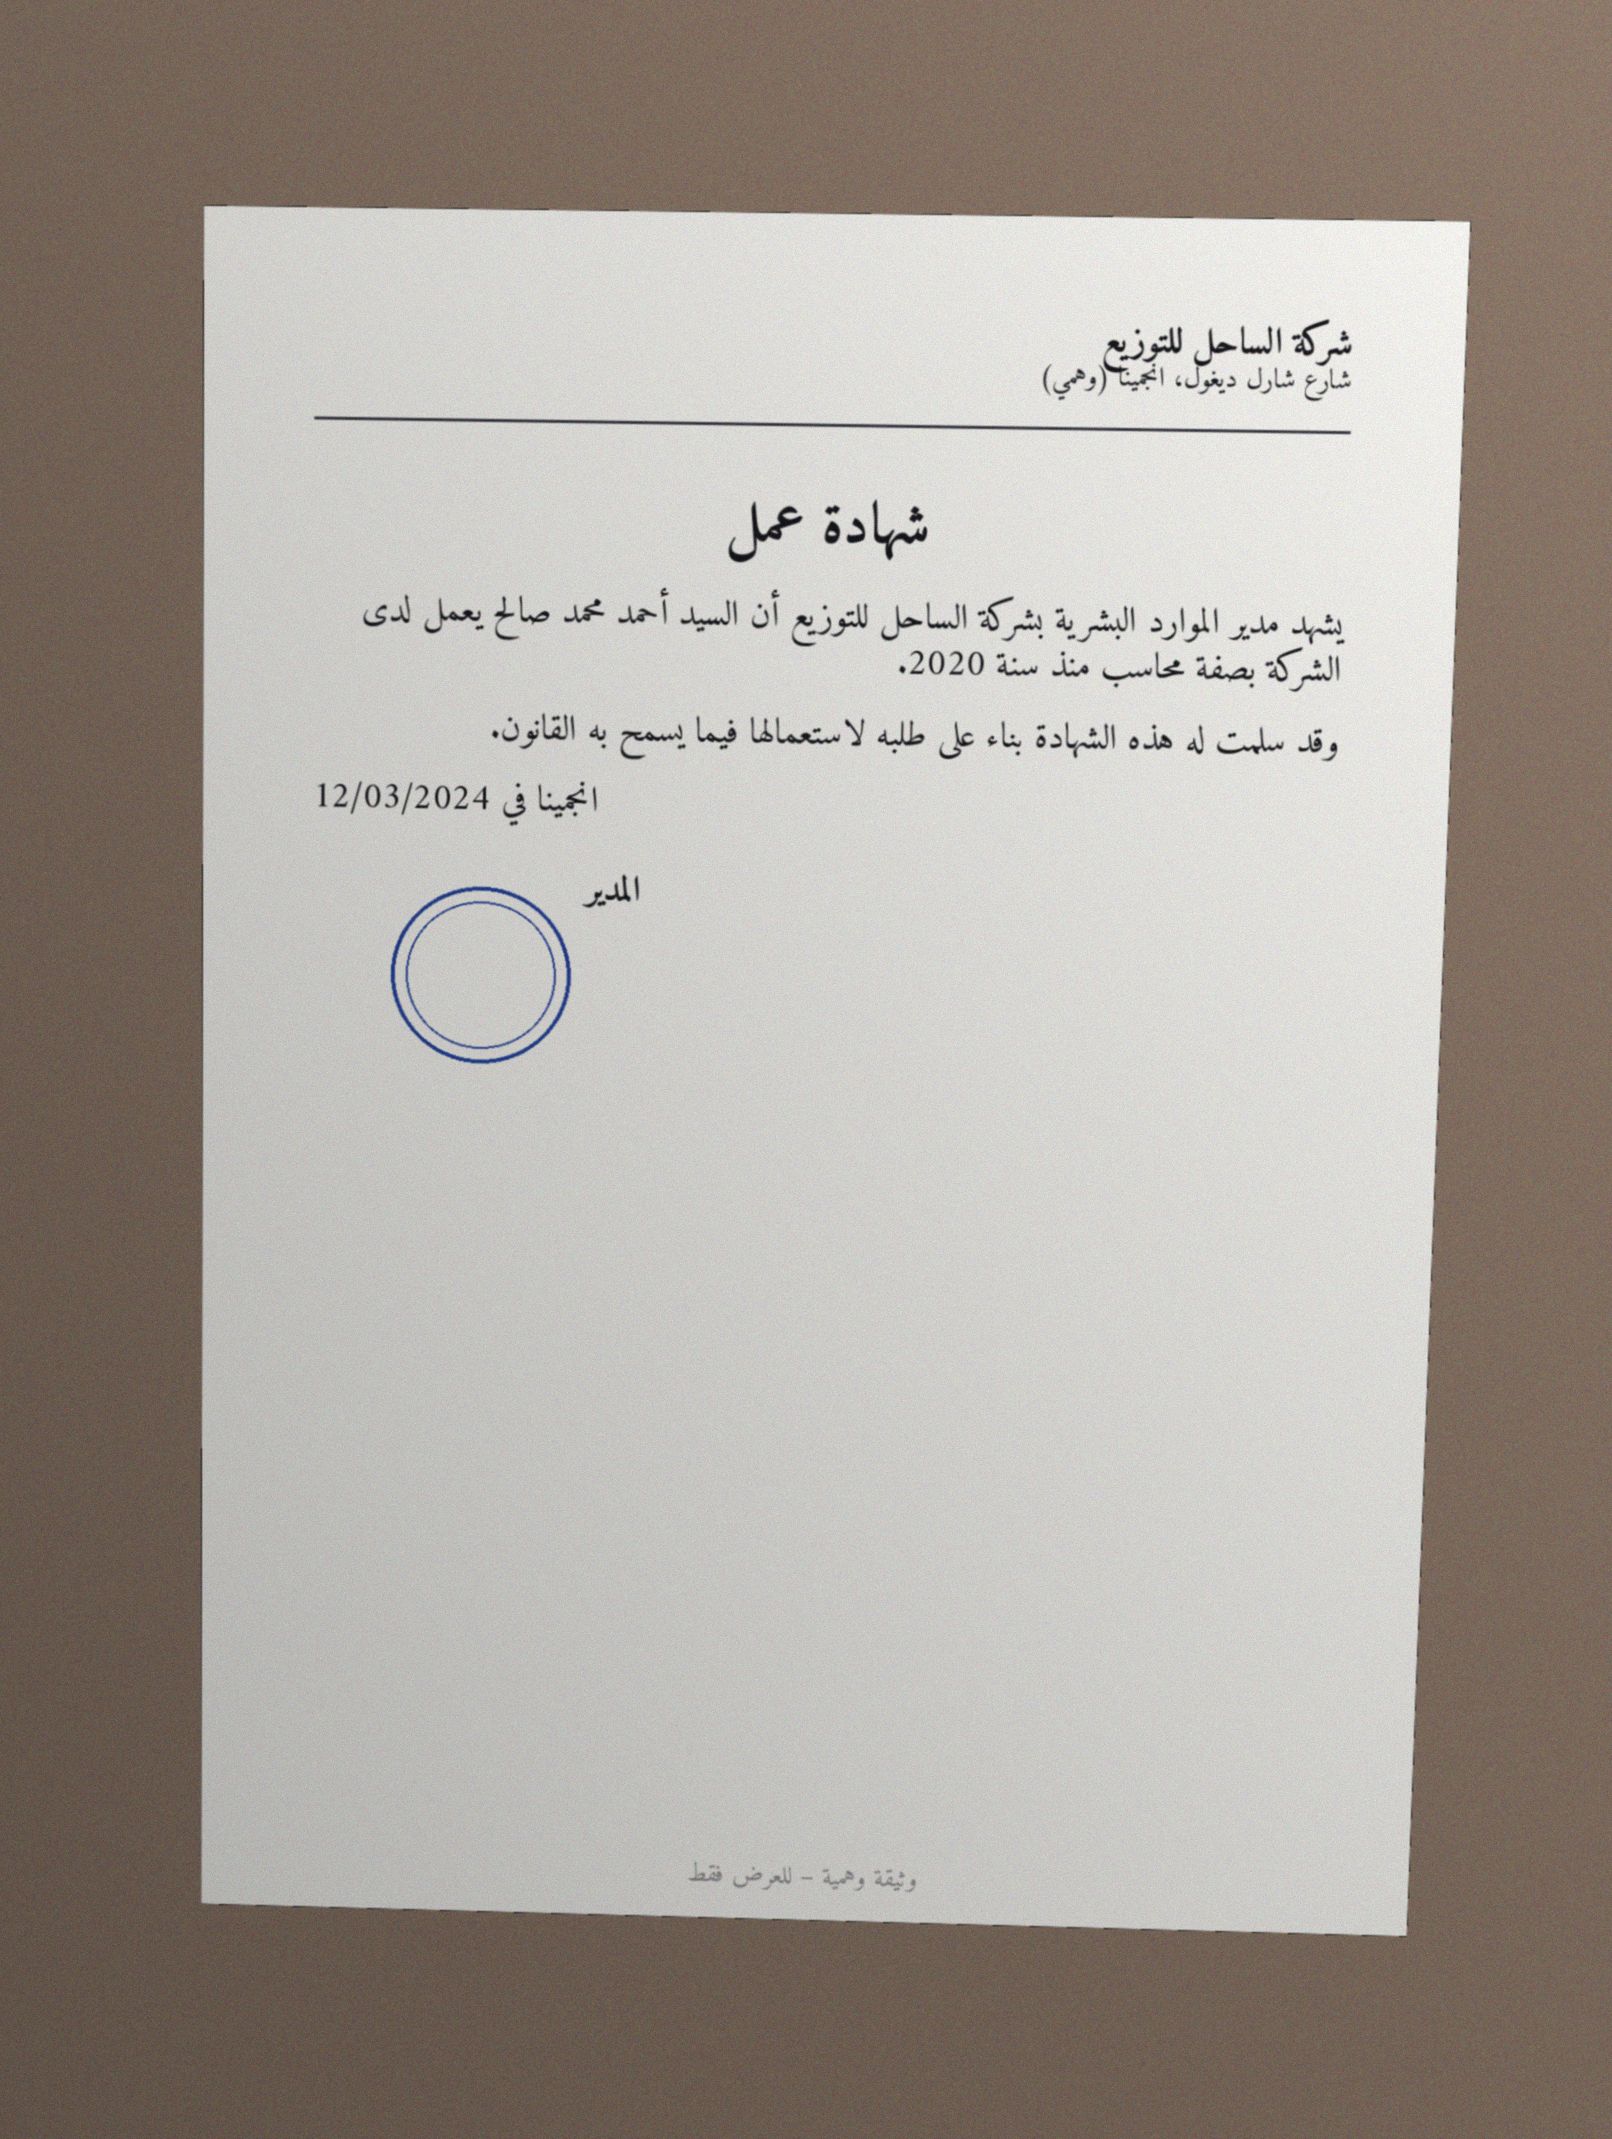 شركة الساحل للتوزيع
شارع شارل ديغول، انجمينا (وهمي)
شهادة عمل
يشهد مدير الموارد البشرية بشركة الساحل للتوزيع أن السيد أحمد محمد صالح يعمل لدى
الشركة بصفة محاسب منذ سنة 2020.
وقد سلمت له هذه الشهادة بناء على طلبه لاستعمالها فيما يسمح به القانون.
انجمينا في 12/03/2024
المدير
وثيقة وهمية – للعرض فقط